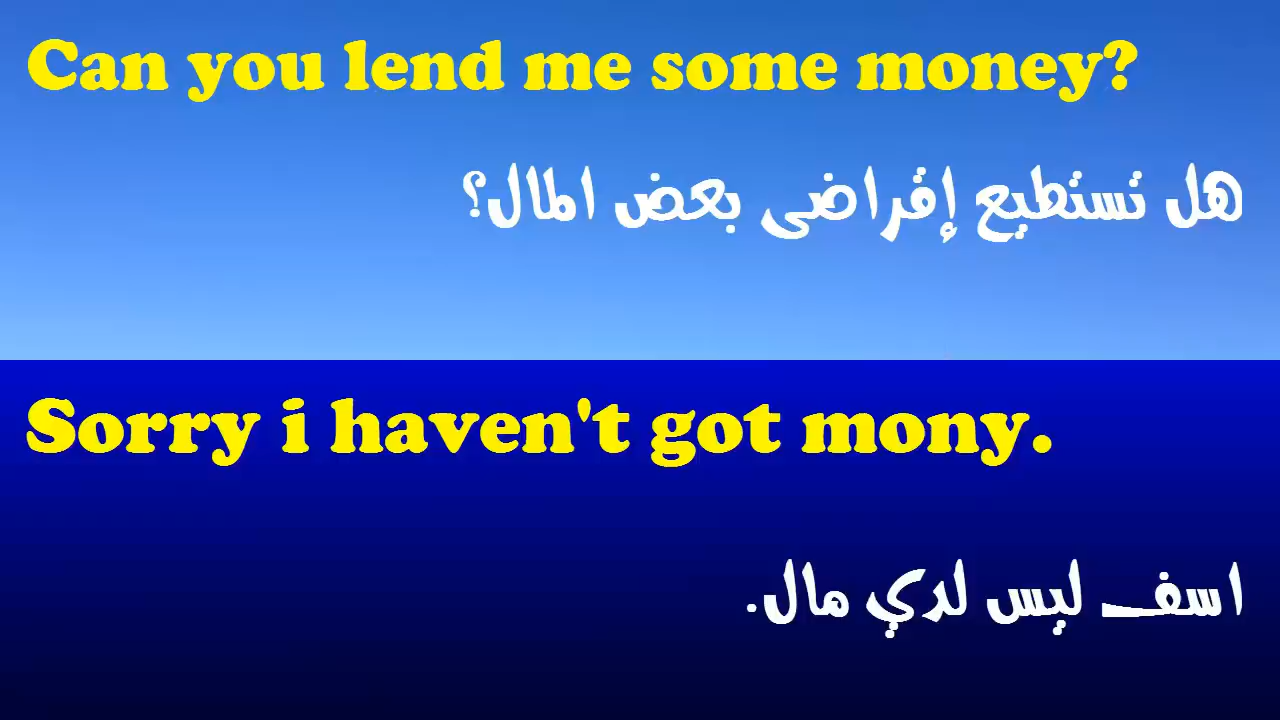 Can you lend me some money?
هل تستطيع إقراضى بعض المال؟
Sorry i haven't got mony.
اسف ليس لدي مال.